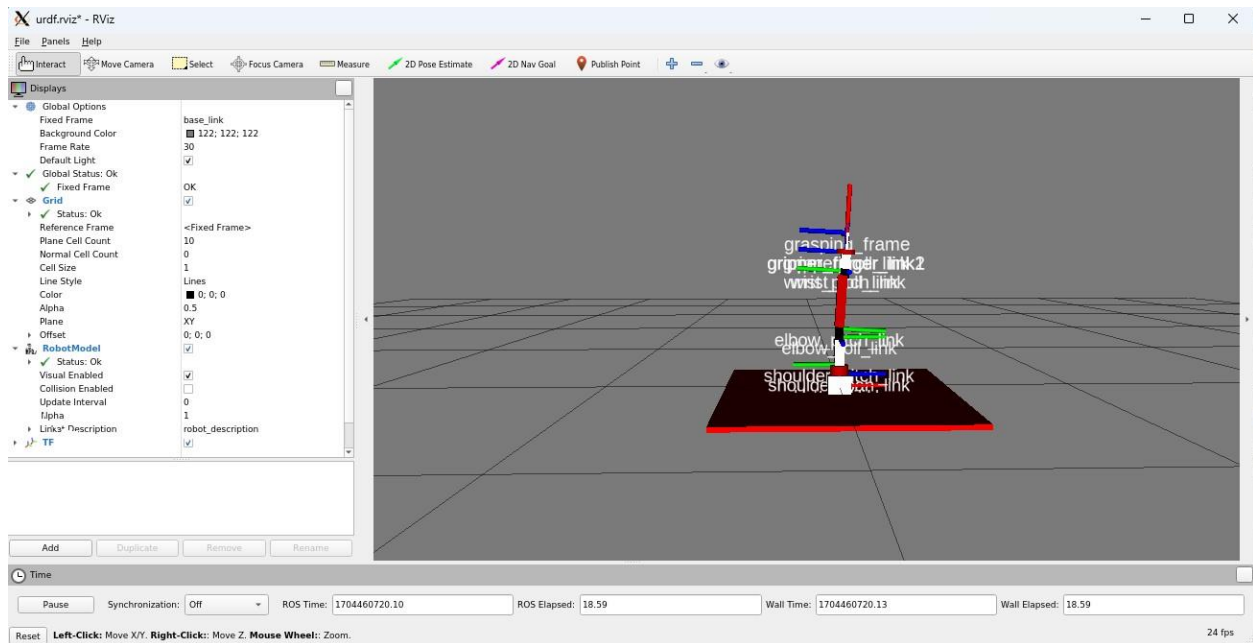 urdf.rviz* - RViz
File Panels Help
Interact Move Camera Select Focus Camera Measure 2D Pose Estimate 2D Nav Goal Publish Point
Displays
Global Options
Fixed Frame base_link
Background Color 122; 122; 122
Frame Rate 30
Default Light
Global Status: Ok
Fixed Frame OK
Grid
Status: Ok
Reference Frame <Fixed Frame>
Plane Cell Count 10
Normal Cell Count 0
Cell Size 1
Line Style Lines
Color 0; 0; 0
Alpha 0.5
Plane XY
Offset 0; 0; 0
RobotModel
Status: Ok
Visual Enabled
Collision Enabled
Update Interval 0
Alpha 1
Description robot_description
TF
grasping_frame
elbow_pitch_link
elbow_roll_link
shoulder_pitch_link
Add Duplicate Remove Rename
Time
Pause Synchronization: Off ROS Time: 1704460720.10 ROS Elapsed: 18.59 Wall Time: 1704460720.13 Wall Elapsed: 18.59
Reset Left-Click: Move X/Y. Right-Click:: Move Z. Mouse Wheel:: Zoom. 24 fps